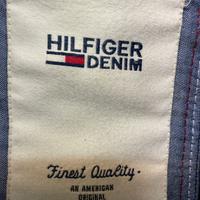 HILFIGER
DENIM
Finest Quality.
AN AMERICAN
ORIGINAL